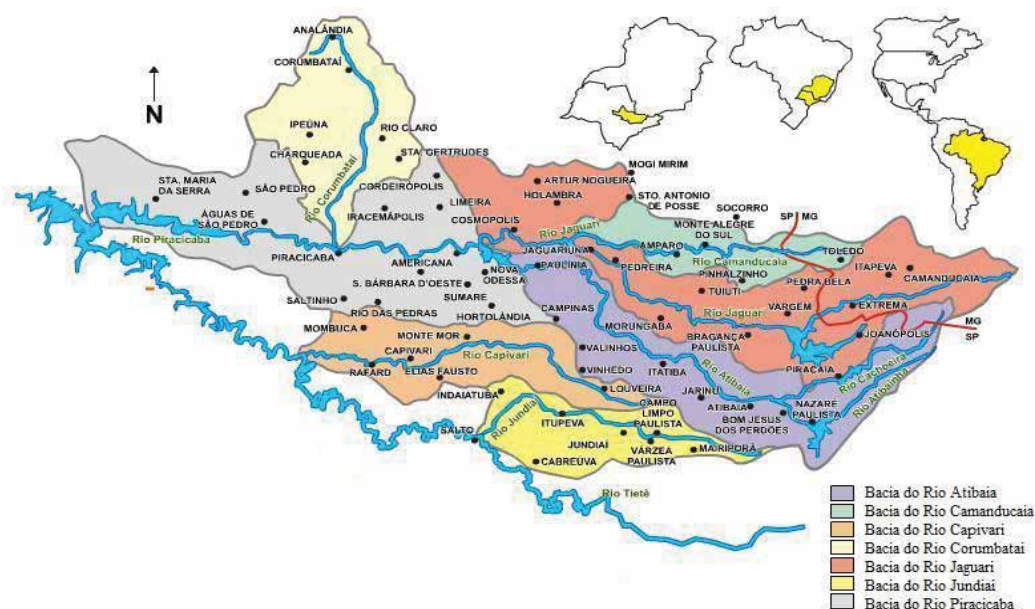 ANALÂNDIA
CORUMBATAÍ
N
IPEÚNA
RIO CLARO
CHARQUEADA
STA. GERTRUDES
MOGI MIRIM
STA. MARIA
DA SERRA
SÃO PEDRO
Rio Corumbataí
CORDEIRÓPOLIS
ARTUR NOGUEIRA
HOLAMBRA
STO. ANTONIO
DE POSSE
LIMEIRA
IRACEMÁPOLIS
COSMÓPOLIS
SOCORRO
SP MG
ÁGUAS DE
SÃO PEDRO
Rio Piracicaba
Rio Jaguari
MONTE ALEGRE
DO SUL
PIRACICABA
AMERICANA
JAGUARIUNA
AMPARO
TOLEDO
Rio Camanducaia
PAULÍNIA
PEDREIRA
PINHALZINHO
ITAPEVA
NOVA
ODESSA
PEDRA BELA
CAMANDUCAIA
S. BÁRBARA D'OESTE
TUIUTI
SALTINHO
SUMARÉ
RIO DAS PEDRAS
HORTOLÂNDIA
CAMPINAS
Rio Jaguari
VARGEM
EXTREMA
MOMBUCA
MORUNGABA
BRAGANÇA
PAULISTA
JOANÓPOLIS
MG
SP
MONTE MOR
CAPIVARI
Rio Capivari
VALINHOS
Rio Atibaia
RAFARD
ELIAS FAUSTO
VINHEDO
ITATIBA
PIRACAIA
Rio Cachoeira
Rio Atibainha
INDAIATUBA
LOUVEIRA
JARINÚ
CAMPO
LIMPO
PAULISTA
ATIBAIA
NAZARÉ
PAULISTA
BOM JESUS
DOS PERDÕES
Rio Jundiaí
ITUPEVA
SALTO
JUNDIAÍ
VÁRZEA
PAULISTA
MAIRIPORÃ
CABREÚVA
Rio Tietê
Bacia do Rio Atibaia
Bacia do Rio Camanducaia
Bacia do Rio Capivari
Bacia do Rio Corumbatai
Bacia do Rio Jaguari
Bacia do Rio Jundiaí
Bacia do Rio Piracicaba